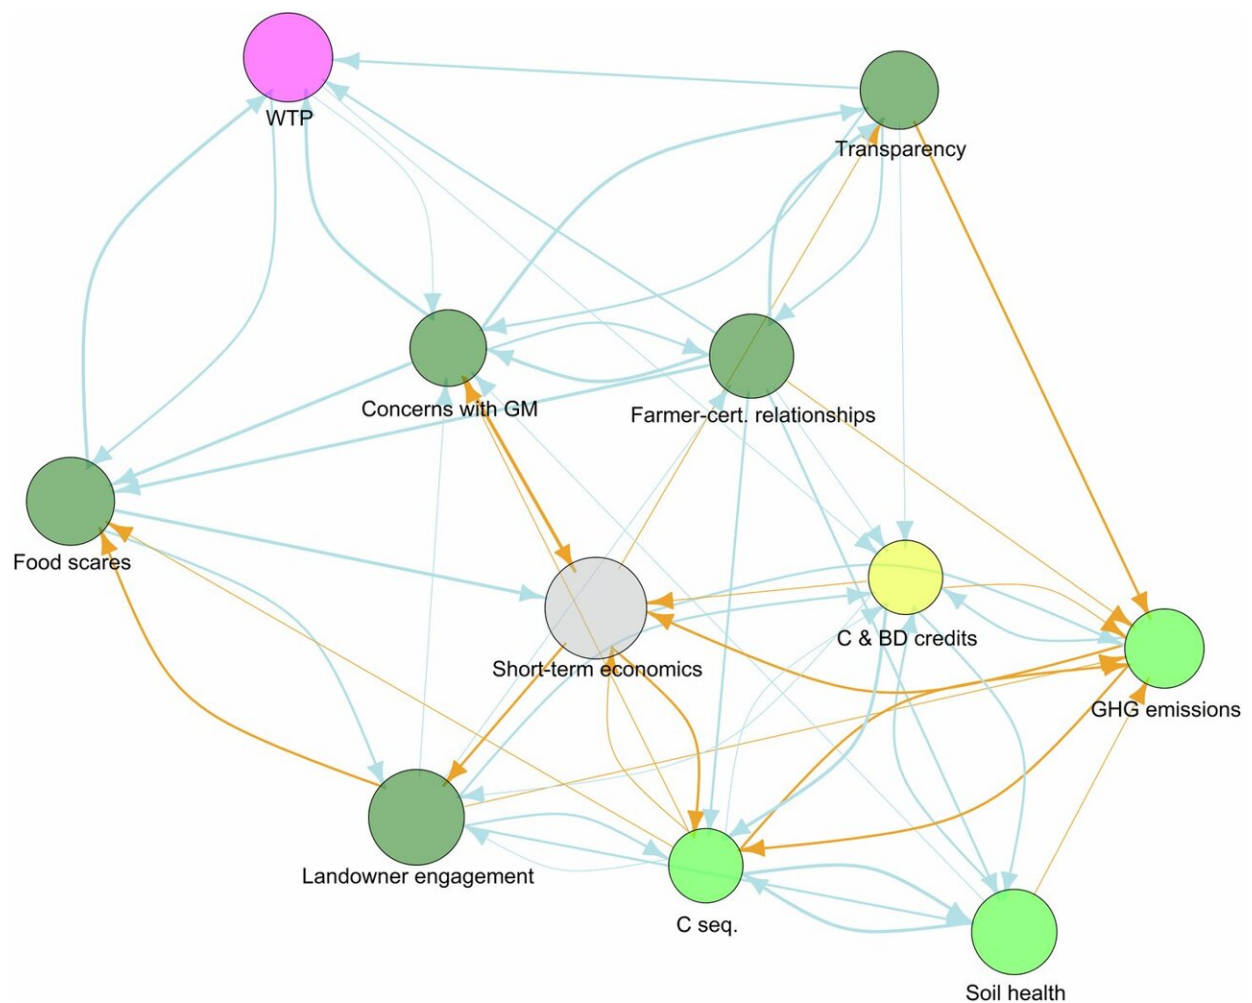 WTP
Transparency
Concerns with GM
Farmer-cert. relationships
Food scares
C & BD credits
Short-term economics
GHG emissions
Landowner engagement
C seq.
Soil health